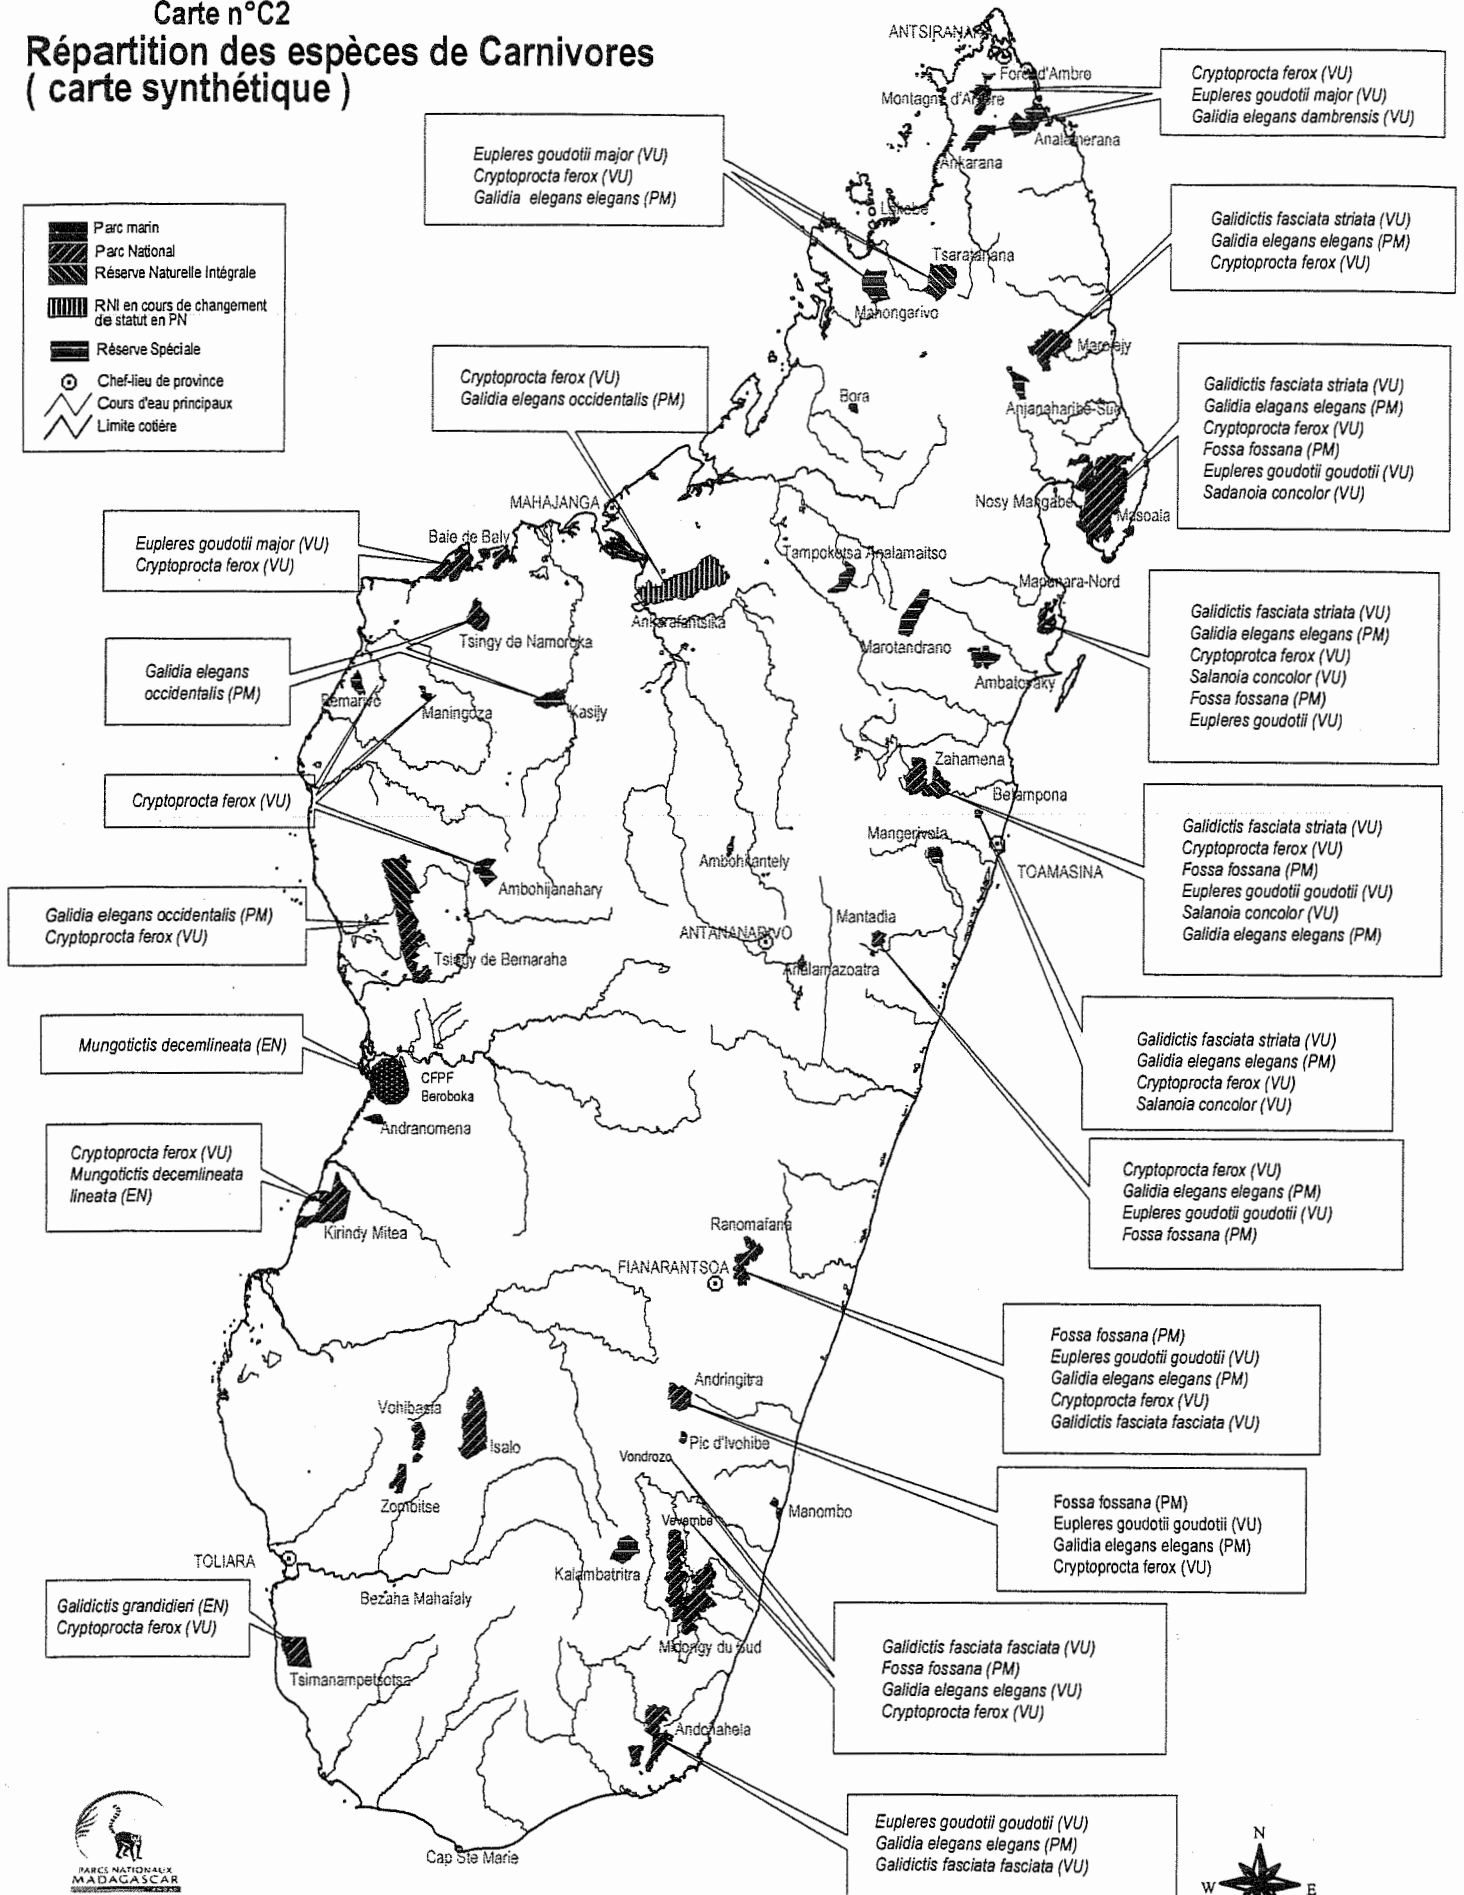 Carte n°C2
Répartition des espèces de Carnivores
( carte synthétique )
Parc marin
Parc National
Réserve Naturelle Intégrale
RNI en cours de changement
de statut en PN
Réserve Spéciale
Chef-lieu de province
Cours d'eau principaux
Limite cotière
Eupleres goudotii major (VU)
Cryptoprocta ferox (VU)
Galidia elegans elegans (PM)
Cryptoprocta ferox (VU)
Galidia elegans occidentalis (PM)
Eupleres goudotii major (VU)
Cryptoprocta ferox (VU)
Galidia elegans
occidentalis (PM)
Cryptoprocta ferox (VU)
Galidia elegans occidentalis (PM)
Cryptoprocta ferox (VU)
Mungotictis decemlineata (EN)
Cryptoprocta ferox (VU)
Mungotictis decemlineata
lineata (EN)
Galidictis grandidieri (EN)
Cryptoprocta ferox (VU)
Cryptoprocta ferox (VU)
Eupleres goudotii major (VU)
Galidia elegans dambrensis (VU)
Galidictis fasciata striata (VU)
Galidia elegans elegans (PM)
Cryptoprocta ferox (VU)
Galidictis fasciata striata (VU)
Galidia elagans elegans (PM)
Cryptoprocta ferox (VU)
Fossa fossana (PM)
Eupleres goudotii goudotii (VU)
Sadanoia concolor (VU)
Galidictis fasciata striata (VU)
Galidia elegans elegans (PM)
Cryptoprotca ferox (VU)
Salanoia concolor (VU)
Fossa fossana (PM)
Eupleres goudotii (VU)
Galidictis fasciata striata (VU)
Cryptoprocta ferox (VU)
Fossa fossana (PM)
Eupleres goudotii goudotii (VU)
Salanoia concolor (VU)
Galidia elegans elegans (PM)
Galidictis fasciata striata (VU)
Galidia elegans elegans (PM)
Cryptoprocta ferox (VU)
Salanoia concolor (VU)
Cryptoprocta ferox (VU)
Galidia elegans elegans (PM)
Eupleres goudotii goudotii (VU)
Fossa fossana (PM)
Fossa fossana (PM)
Eupleres goudotii goudotii (VU)
Galidia elegans elegans (PM)
Cryptoprocta ferox (VU)
Galidictis fasciata fasciata (VU)
Fossa fossana (PM)
Eupleres goudotii goudotii (VU)
Galidia elegans elegans (PM)
Cryptoprocta ferox (VU)
Galidictis fasciata fasciata (VU)
Fossa fossana (PM)
Galidia elegans elegans (VU)
Cryptoprocta ferox (VU)
Eupleres goudotii goudotii (VU)
Galidia elegans elegans (PM)
Galidictis fasciata fasciata (VU)
Forêt d'Ambre
Montagne d'Ambre
Analamerana
Ankarana
Lokobe
Tsaratanana
Manongarivo
Marojejy
Anjanaharibe-Sud
Bora
Nosy Mangabe
Masoala
MAHAJANGA
Baie de Baly
Tampoketsa Analamaitso
Mananara-Nord
Ankarafantsika
Tsingy de Namoroka
Marotandrano
Ambatovaky
Bemarivo
Maningoza
Kasijy
Zahamena
Betampona
Mangerivola
Ambohitantely
TOAMASINA
Ambohijanahary
Mantadia
ANTANANARIVO
Analamazoatra
Tsingy de Bemaraha
CFPF
Beroboka
Andranomena
Kirindy Mitea
Ranomafana
FIANARANTSOA
Andringitra
Vohibasia
Isalo
Pic d'Ivohibe
Vondrozo
Zombitse
Manombo
Vevembe
TOLIARA
Kalambatritra
Bezaha Mahafaly
Midongy du Sud
Tsimanampetsotsa
Andohahela
Cap Ste Marie
PARCS NATIONAUX
MADAGASCAR
N
W
E